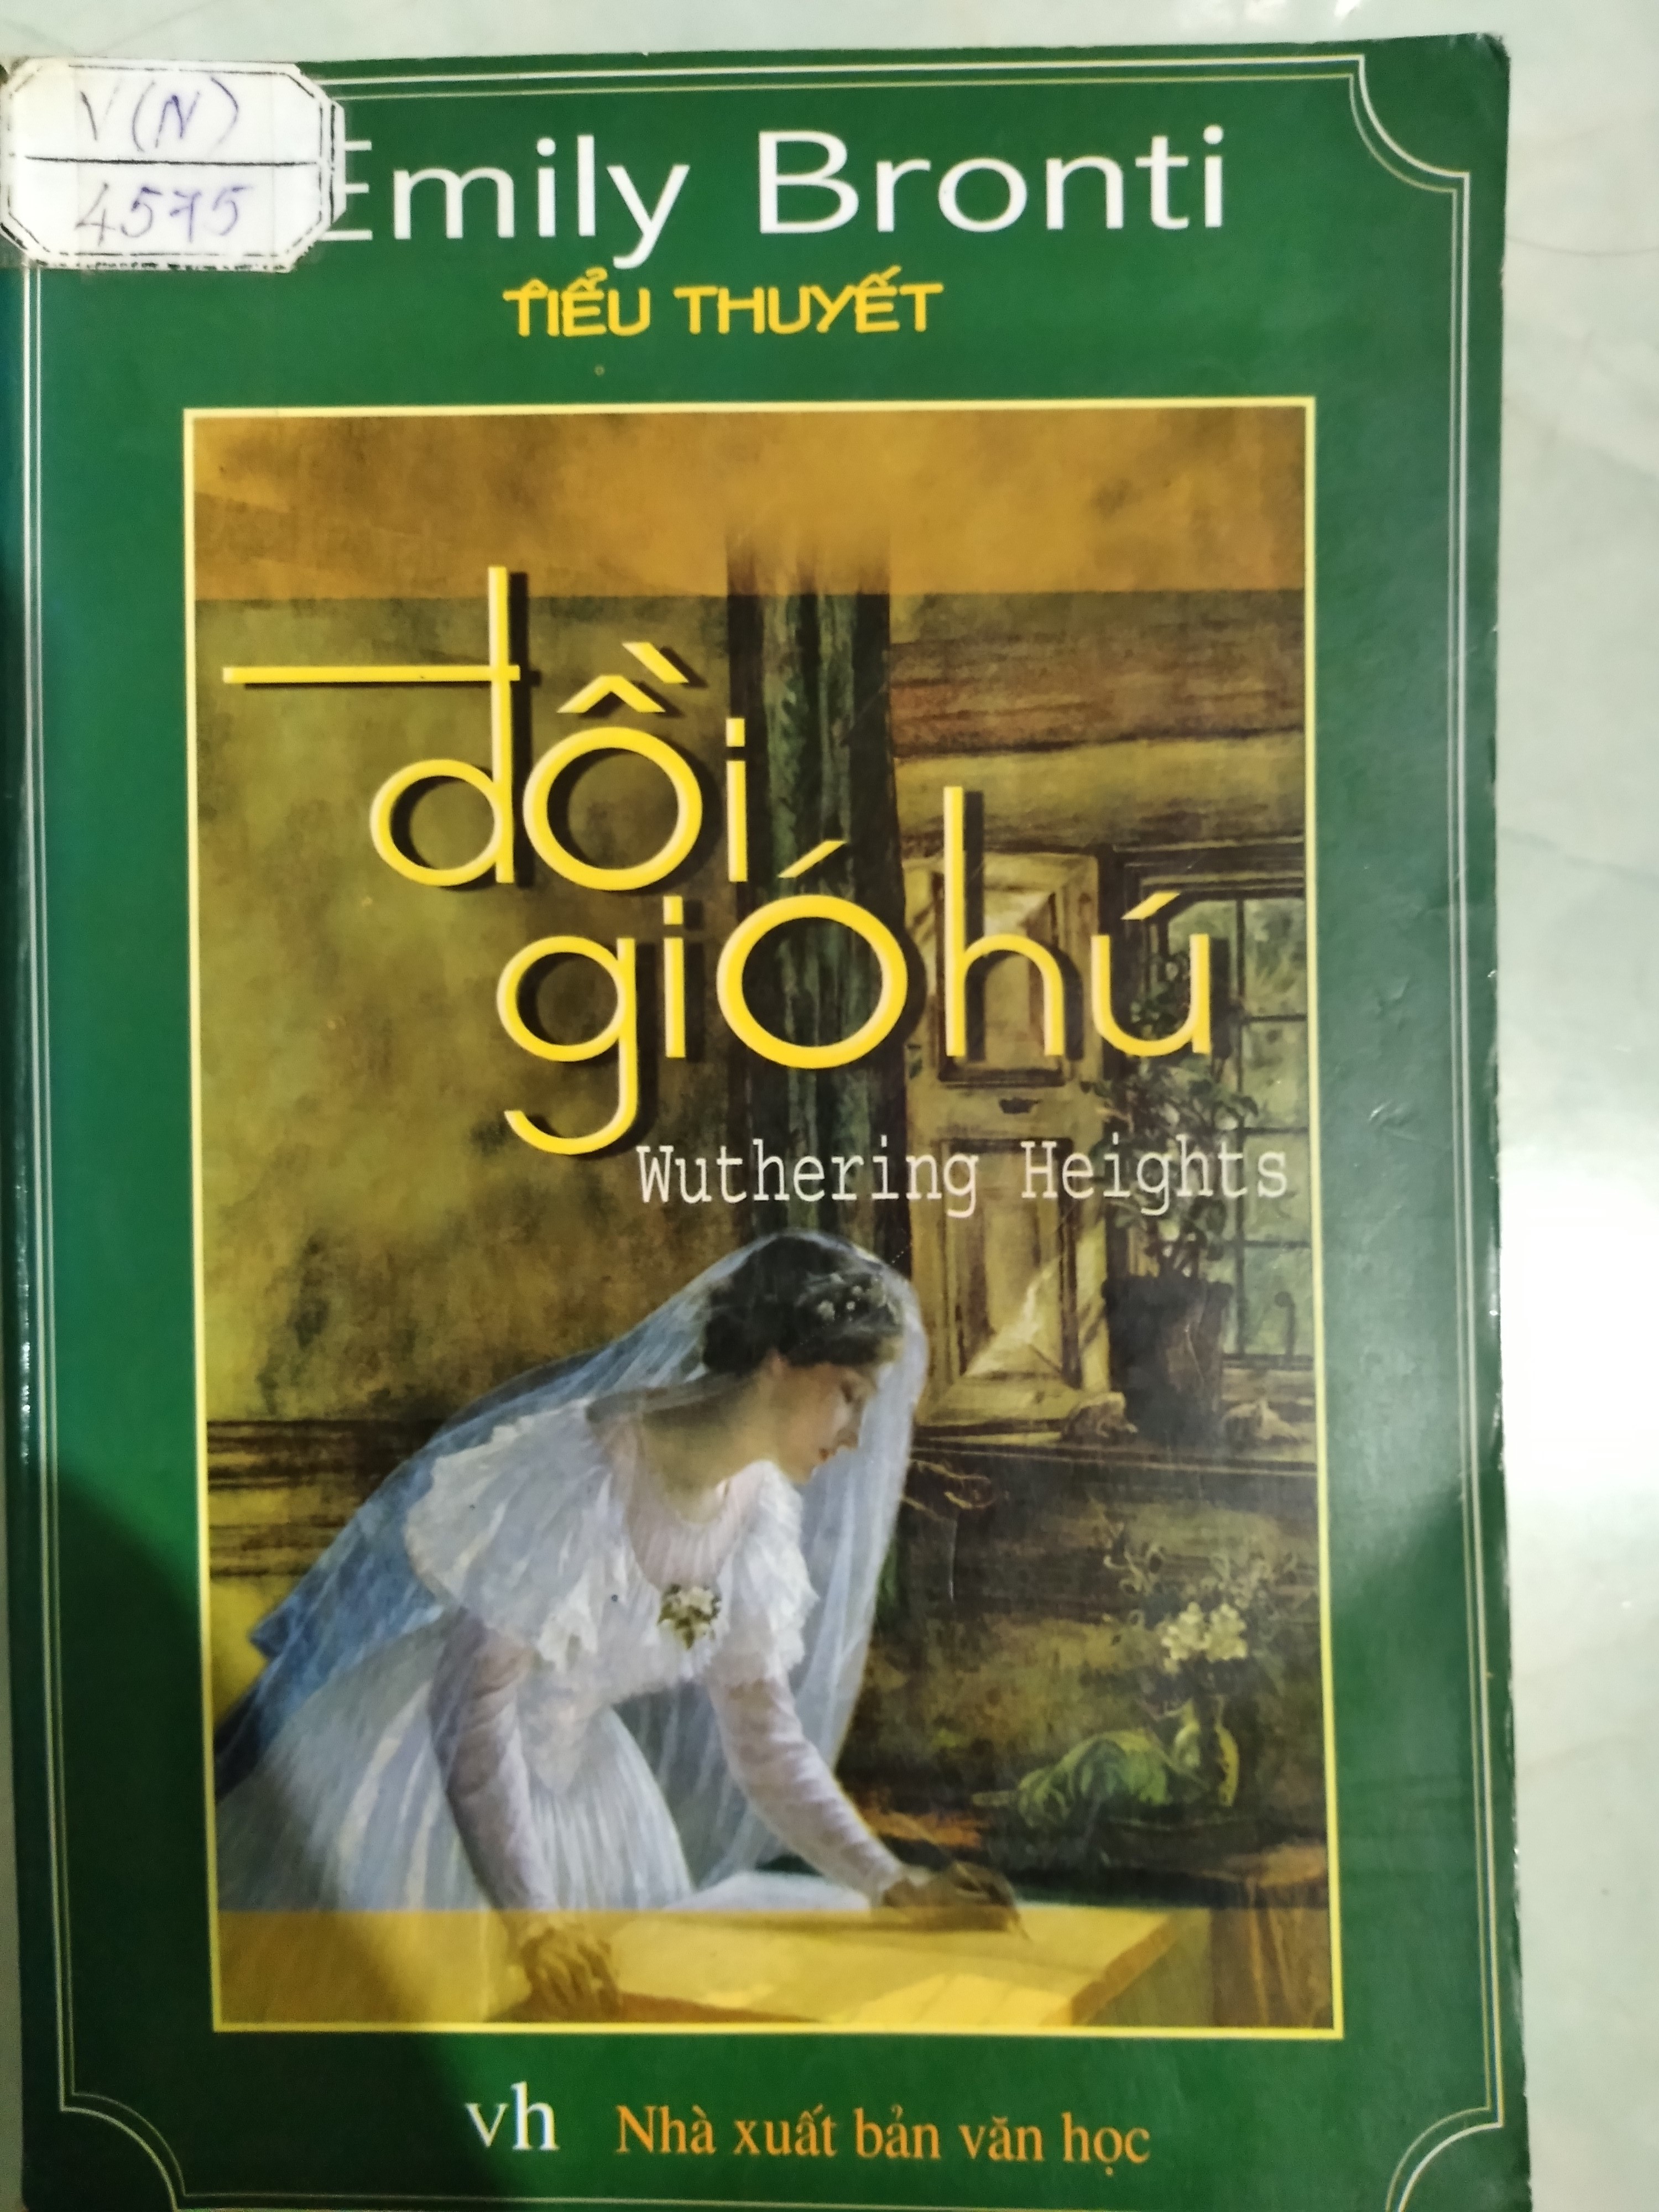 V(N)
4575
Emily Bronti
TIỂU THUYẾT
đồi
gió hú
Wuthering Heights
vh Nhà xuất bản văn học